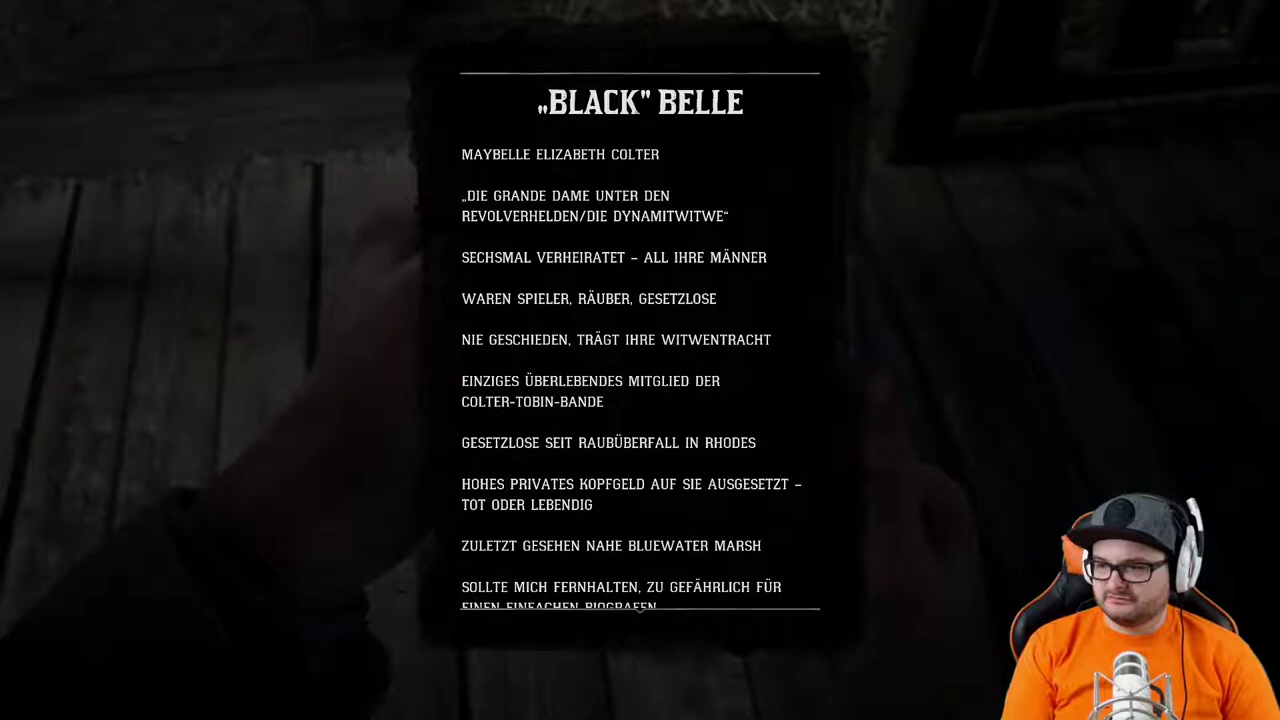 „BLACK" BELLE
MAYBELLE ELIZABETH COLTER
„DIE GRANDE DAME UNTER DEN
REVOLVERHELDEN/DIE DYNAMITWITWE“
SECHSMAL VERHEIRATET – ALL IHRE MÄNNER
WAREN SPIELER, RÄUBER, GESETZLOSE
NIE GESCHIEDEN, TRÄGT IHRE WITWENTRACHT
EINZIGES ÜBERLEBENDES MITGLIED DER
COLTER-TOBIN-BANDE
GESETZLOSE SEIT RAUBÜBERFALL IN RHODES
HOHES PRIVATES KOPFGELD AUF SIE AUSGESETZT –
TOT ODER LEBENDIG
ZULETZT GESEHEN NAHE BLUEWATER MARSH
SOLLTE MICH FERNHALTEN, ZU GEFÄHRLICH FÜR
EINEN EINFACHEN BIOGRAFEN